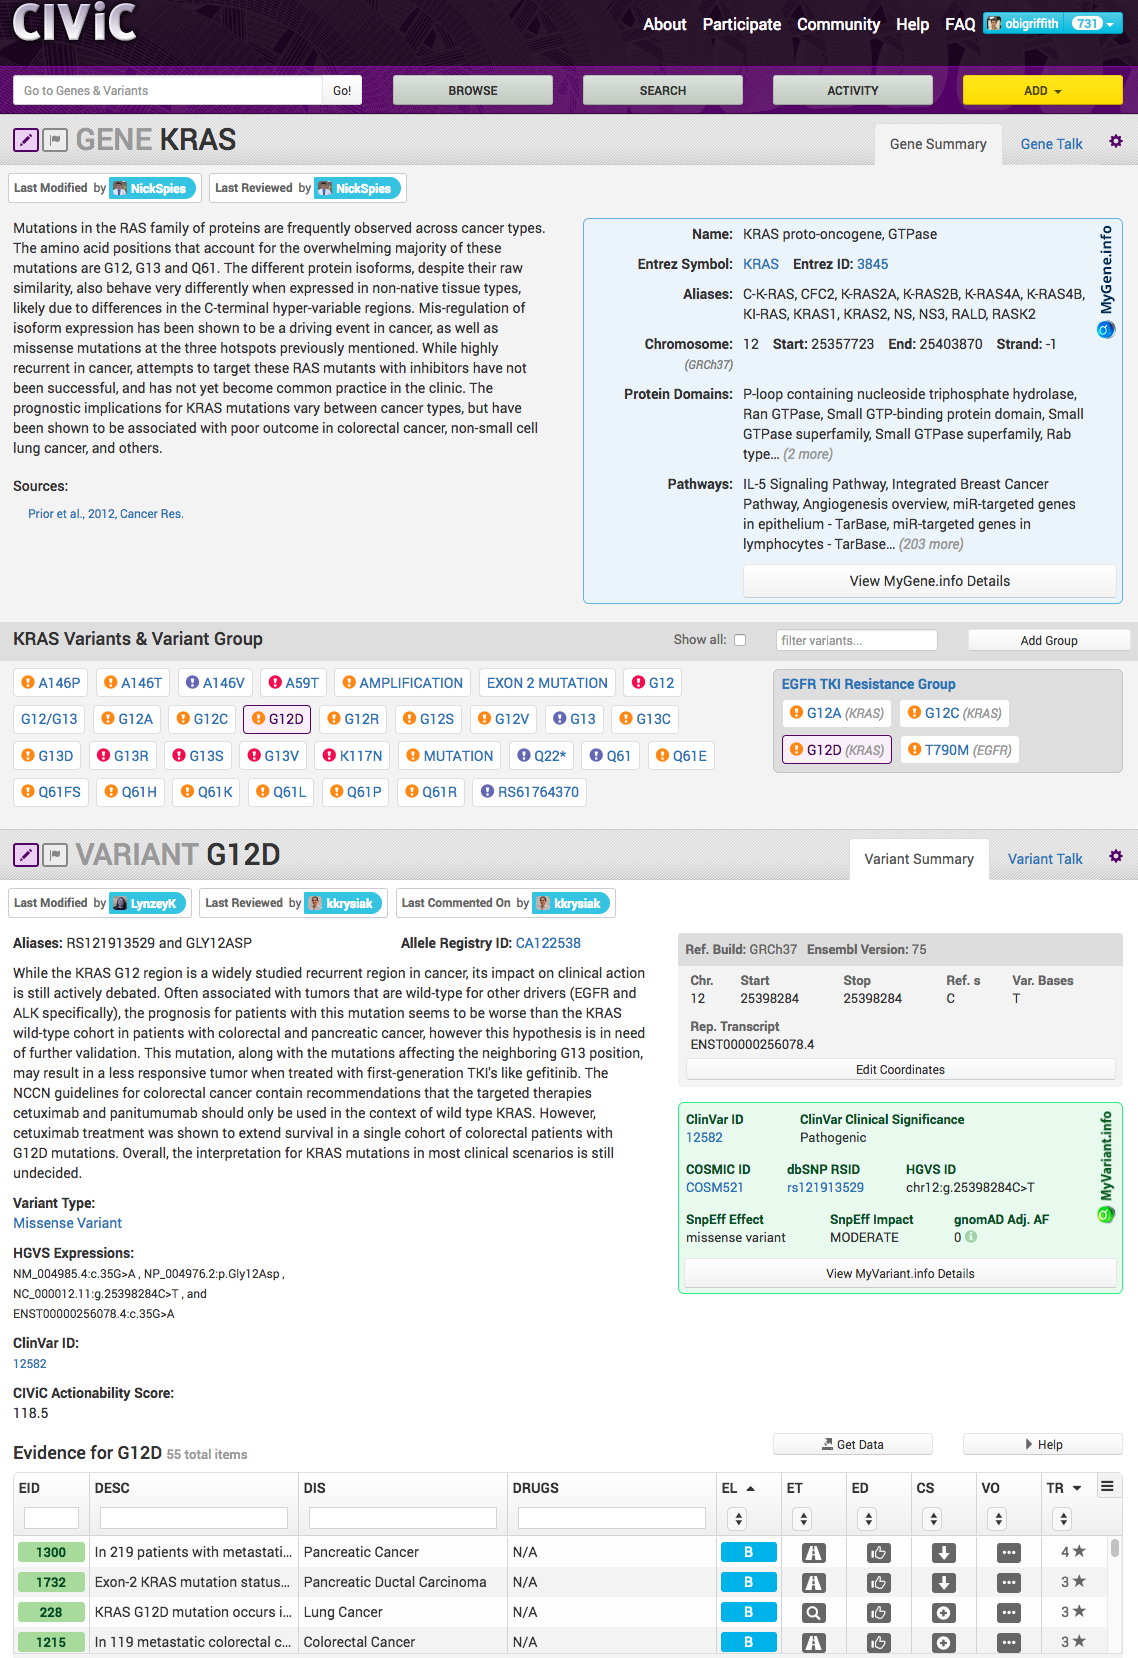 CIViC
About Participate Community Help FAQ obigriffith 731
Go to Genes & Variants Go! BROWSE SEARCH ACTIVITY ADD
GENE KRAS Gene Summary Gene Talk
Last Modified by NickSpies Last Reviewed by NickSpies
Mutations in the RAS family of proteins are frequently observed across cancer types.
The amino acid positions that account for the overwhelming majority of these
mutations are G12, G13 and Q61. The different protein isoforms, despite their raw
similarity, also behave very differently when expressed in non-native tissue types,
likely due to differences in the C-terminal hyper-variable regions. Mis-regulation of
isoform expression has been shown to be a driving event in cancer, as well as
missense mutations at the three hotspots previously mentioned. While highly
recurrent in cancer, attempts to target these RAS mutants with inhibitors have not
been successful, and has not yet become common practice in the clinic. The
prognostic implications for KRAS mutations vary between cancer types, but have
been shown to be associated with poor outcome in colorectal cancer, non-small cell
lung cancer, and others.
Sources:
Prior et al., 2012, Cancer Res.
Name: KRAS proto-oncogene, GTPase
Entrez Symbol: KRAS Entrez ID: 3845
Aliases: C-K-RAS, CFC2, K-RAS2A, K-RAS2B, K-RAS4A, K-RAS4B,
KI-RAS, KRAS1, KRAS2, NS, NS3, RALD, RASK2
Chromosome: 12 Start: 25357723 End: 25403870 Strand: -1
(GRCh37)
Protein Domains: P-loop containing nucleoside triphosphate hydrolase,
Ran GTPase, Small GTP-binding protein domain, Small
GTPase superfamily, Small GTPase superfamily, Rab
type... (2 more)
Pathways: IL-5 Signaling Pathway, Integrated Breast Cancer
Pathway, Angiogenesis overview, miR-targeted genes
in epithelium - TarBase, miR-targeted genes in
lymphocytes - TarBase... (203 more)
View MyGene.info Details
MyGene.info
KRAS Variants & Variant Group Show all: filter variants... Add Group
A146P A146T A146V A59T AMPLIFICATION EXON 2 MUTATION G12
G12/G13 G12A G12C G12D G12R G12S G12V G13 G13C
G13D G13R G13S G13V K117N MUTATION Q22* Q61 Q61E
Q61FS Q61H Q61K Q61L Q61P Q61R RS61764370
EGFR TKI Resistance Group
G12A (KRAS) G12C (KRAS)
G12D (KRAS) T790M (EGFR)
VARIANT G12D Variant Summary Variant Talk
Last Modified by LynzeyK Last Reviewed by kkrysiak Last Commented On by kkrysiak
Aliases: RS121913529 and GLY12ASP Allele Registry ID: CA122538
While the KRAS G12 region is a widely studied recurrent region in cancer, its impact on clinical action
is still actively debated. Often associated with tumors that are wild-type for other drivers (EGFR and
ALK specifically), the prognosis for patients with this mutation seems to be worse than the KRAS
wild-type cohort in patients with colorectal and pancreatic cancer, however this hypothesis is in need
of further validation. This mutation, along with the mutations affecting the neighboring G13 position,
may result in a less responsive tumor when treated with first-generation TKI's like gefitinib. The
NCCN guidelines for colorectal cancer contain recommendations that the targeted therapies
cetuximab and panitumumab should only be used in the context of wild type KRAS. However,
cetuximab treatment was shown to extend survival in a single cohort of colorectal patients with
G12D mutations. Overall, the interpretation for KRAS mutations in most clinical scenarios is still
undecided.
Variant Type:
Missense Variant
HGVS Expressions:
NM_004985.4:c.35G>A , NP_004976.2:p.Gly12Asp ,
NC_000012.11:g.25398284C>T , and
ENST00000256078.4:c.35G>A
ClinVar ID:
12582
CIViC Actionability Score:
118.5
Ref. Build: GRCh37 Ensembl Version: 75
Chr. Start Stop Ref. s Var. Bases
12 25398284 25398284 C T
Rep. Transcript
ENST00000256078.4
Edit Coordinates
ClinVar ID ClinVar Clinical Significance
12582 Pathogenic
COSMIC ID dbSNP RSID HGVS ID
COSM521 rs121913529 chr12:g.25398284C>T
SnpEff Effect SnpEff Impact gnomAD Adj. AF
missense variant MODERATE 0
View MyVariant.info Details
MyVariant.info
Evidence for G12D 55 total items Get Data Help
EID DESC DIS DRUGS EL ET ED CS VO TR
1300 In 219 patients with metastati... Pancreatic Cancer N/A B 4
1732 Exon-2 KRAS mutation status... Pancreatic Ductal Carcinoma N/A B 3
228 KRAS G12D mutation occurs i... Lung Cancer N/A B 3
1215 In 119 metastatic colorectal c... Colorectal Cancer N/A B 3